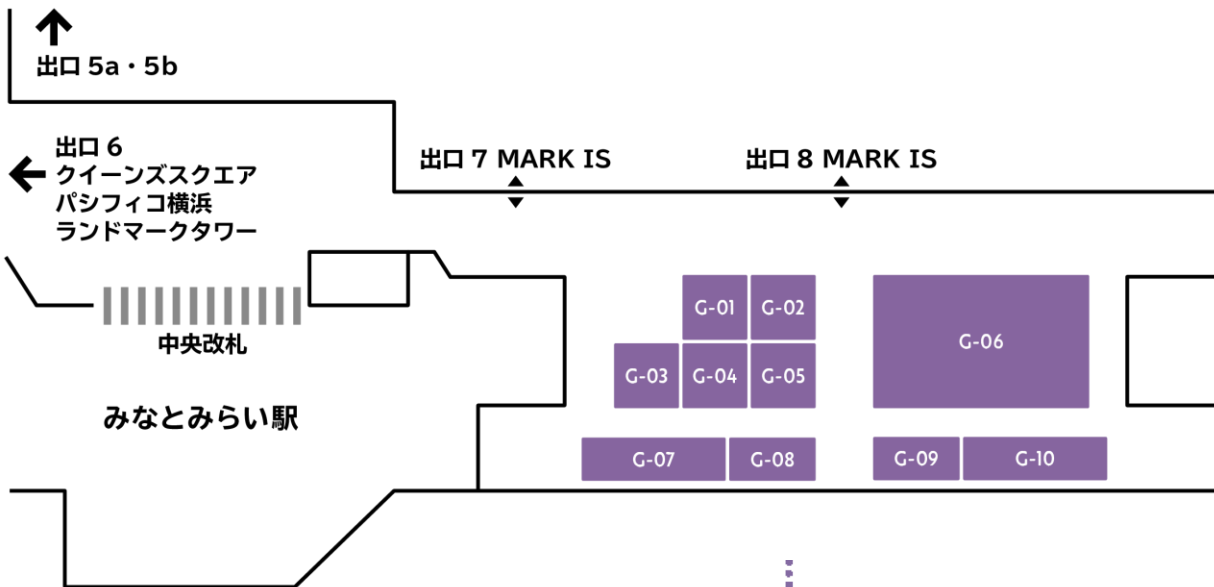 出口 5a・5b
出口 6
クイーンズスクエア
パシフィコ横浜
ランドマークタワー
出口 7 MARK IS
出口 8 MARK IS
中央改札
みなとみらい駅
G-01
G-02
G-03
G-04
G-05
G-06
G-07
G-08
G-09
G-10